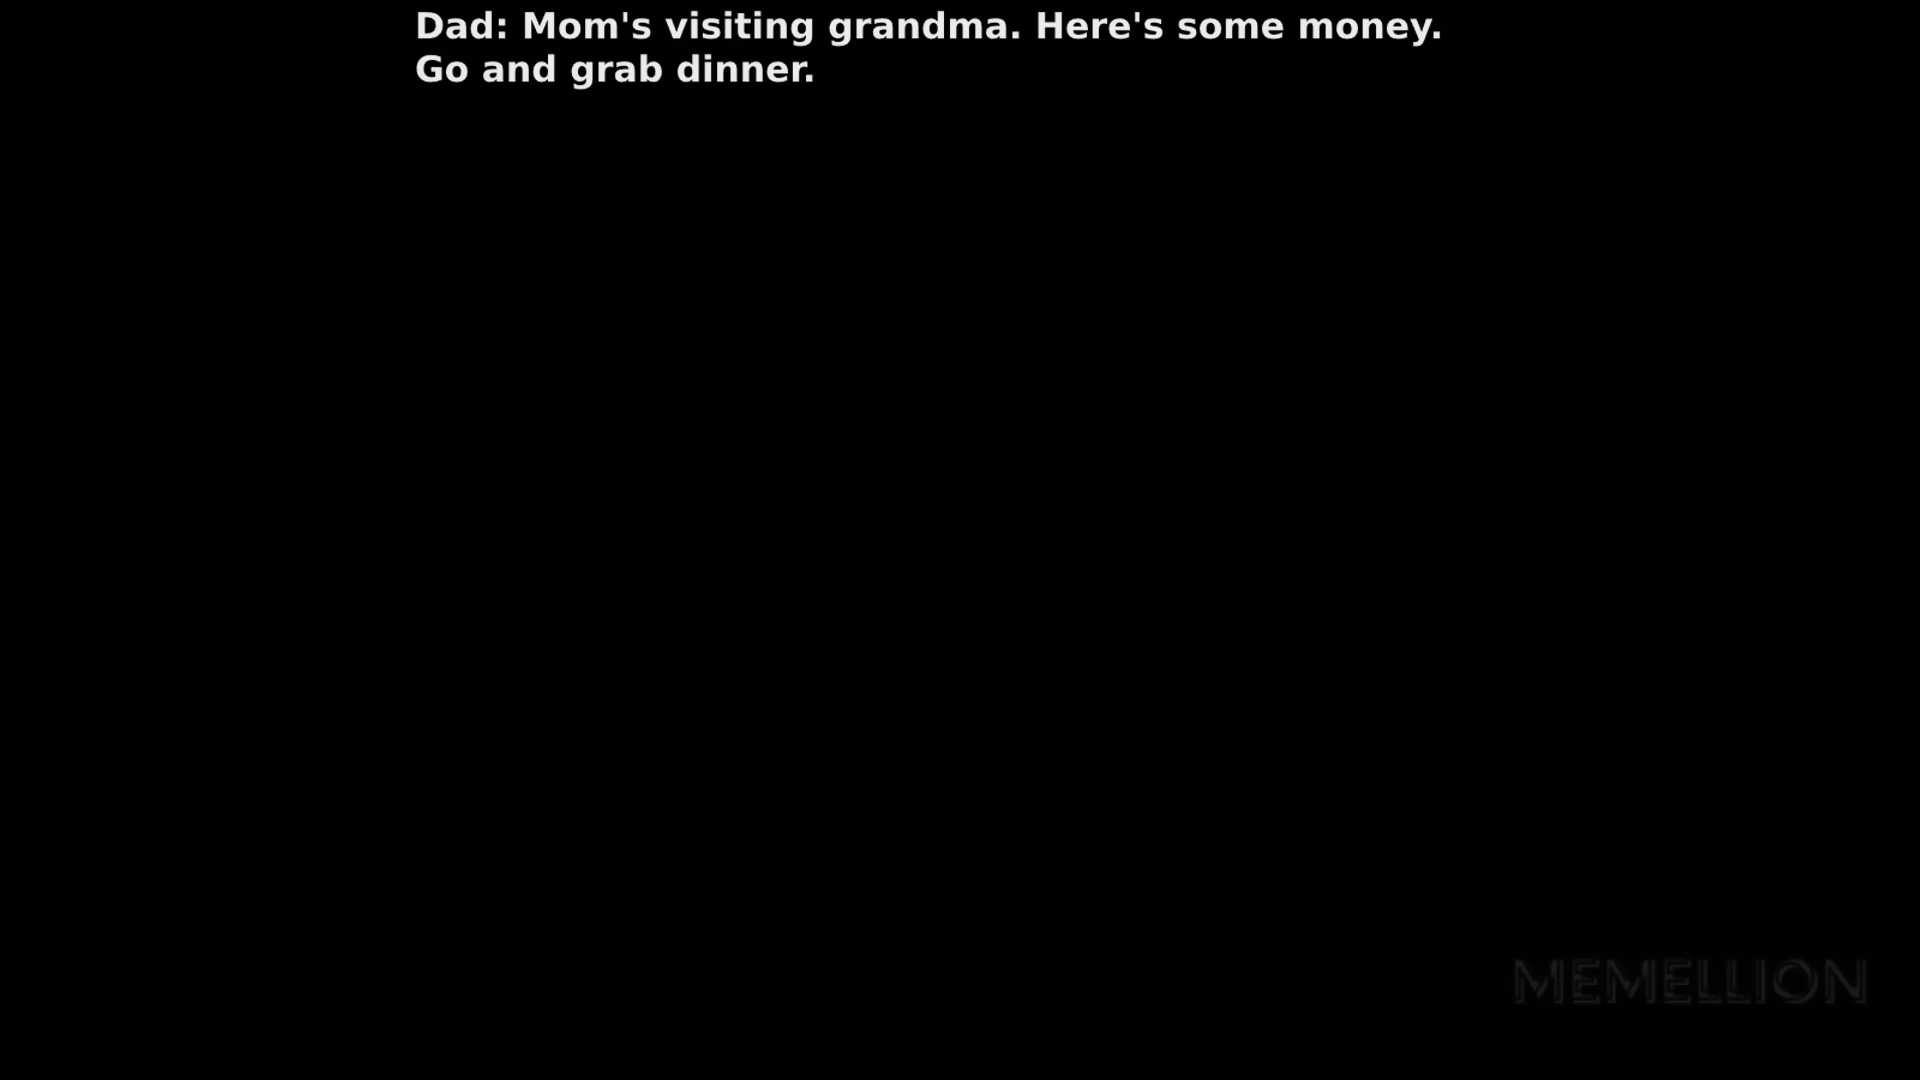 Dad: Mom's visiting grandma. Here's some money.
Go and grab dinner.
MEMELLION